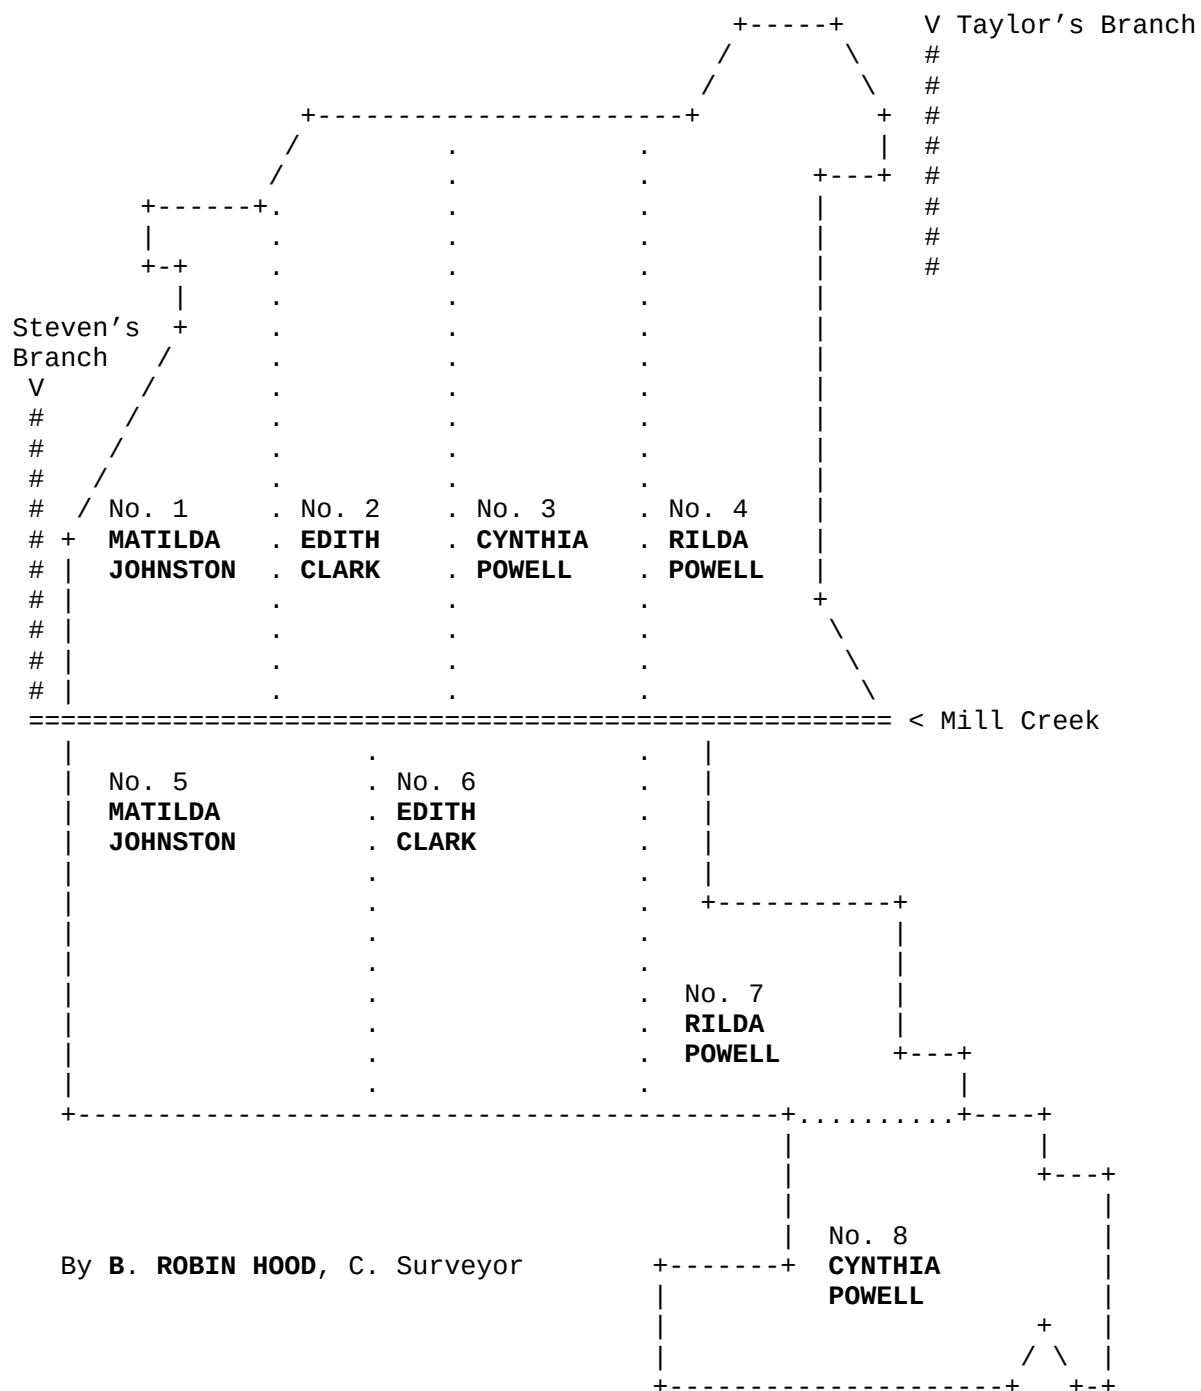 V Taylor's Branch
Steven's
Branch
V
No. 1 No. 2 No. 3 No. 4
MATILDA EDITH CYNTHIA RILDA
JOHNSTON CLARK POWELL POWELL
< Mill Creek
No. 5 No. 6
MATILDA EDITH
JOHNSTON CLARK
No. 7
RILDA
POWELL
No. 8
By B. ROBIN HOOD, C. Surveyor CYNTHIA
POWELL